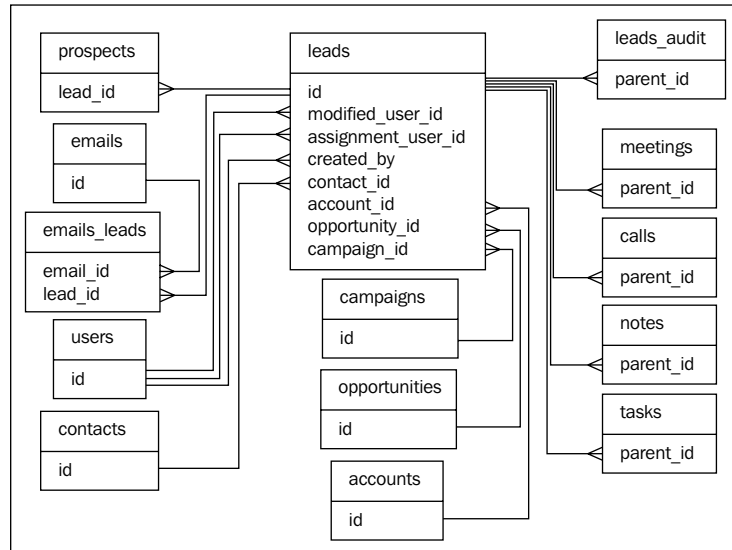 prospects
lead_id
emails
id
emails_leads
email_id
lead_id
users
id
contacts
id
leads
id
modified_user_id
assignment_user_id
created_by
contact_id
account_id
opportunity_id
campaign_id
campaigns
id
opportunities
id
accounts
id
leads_audit
parent_id
meetings
parent_id
calls
parent_id
notes
parent_id
tasks
parent_id